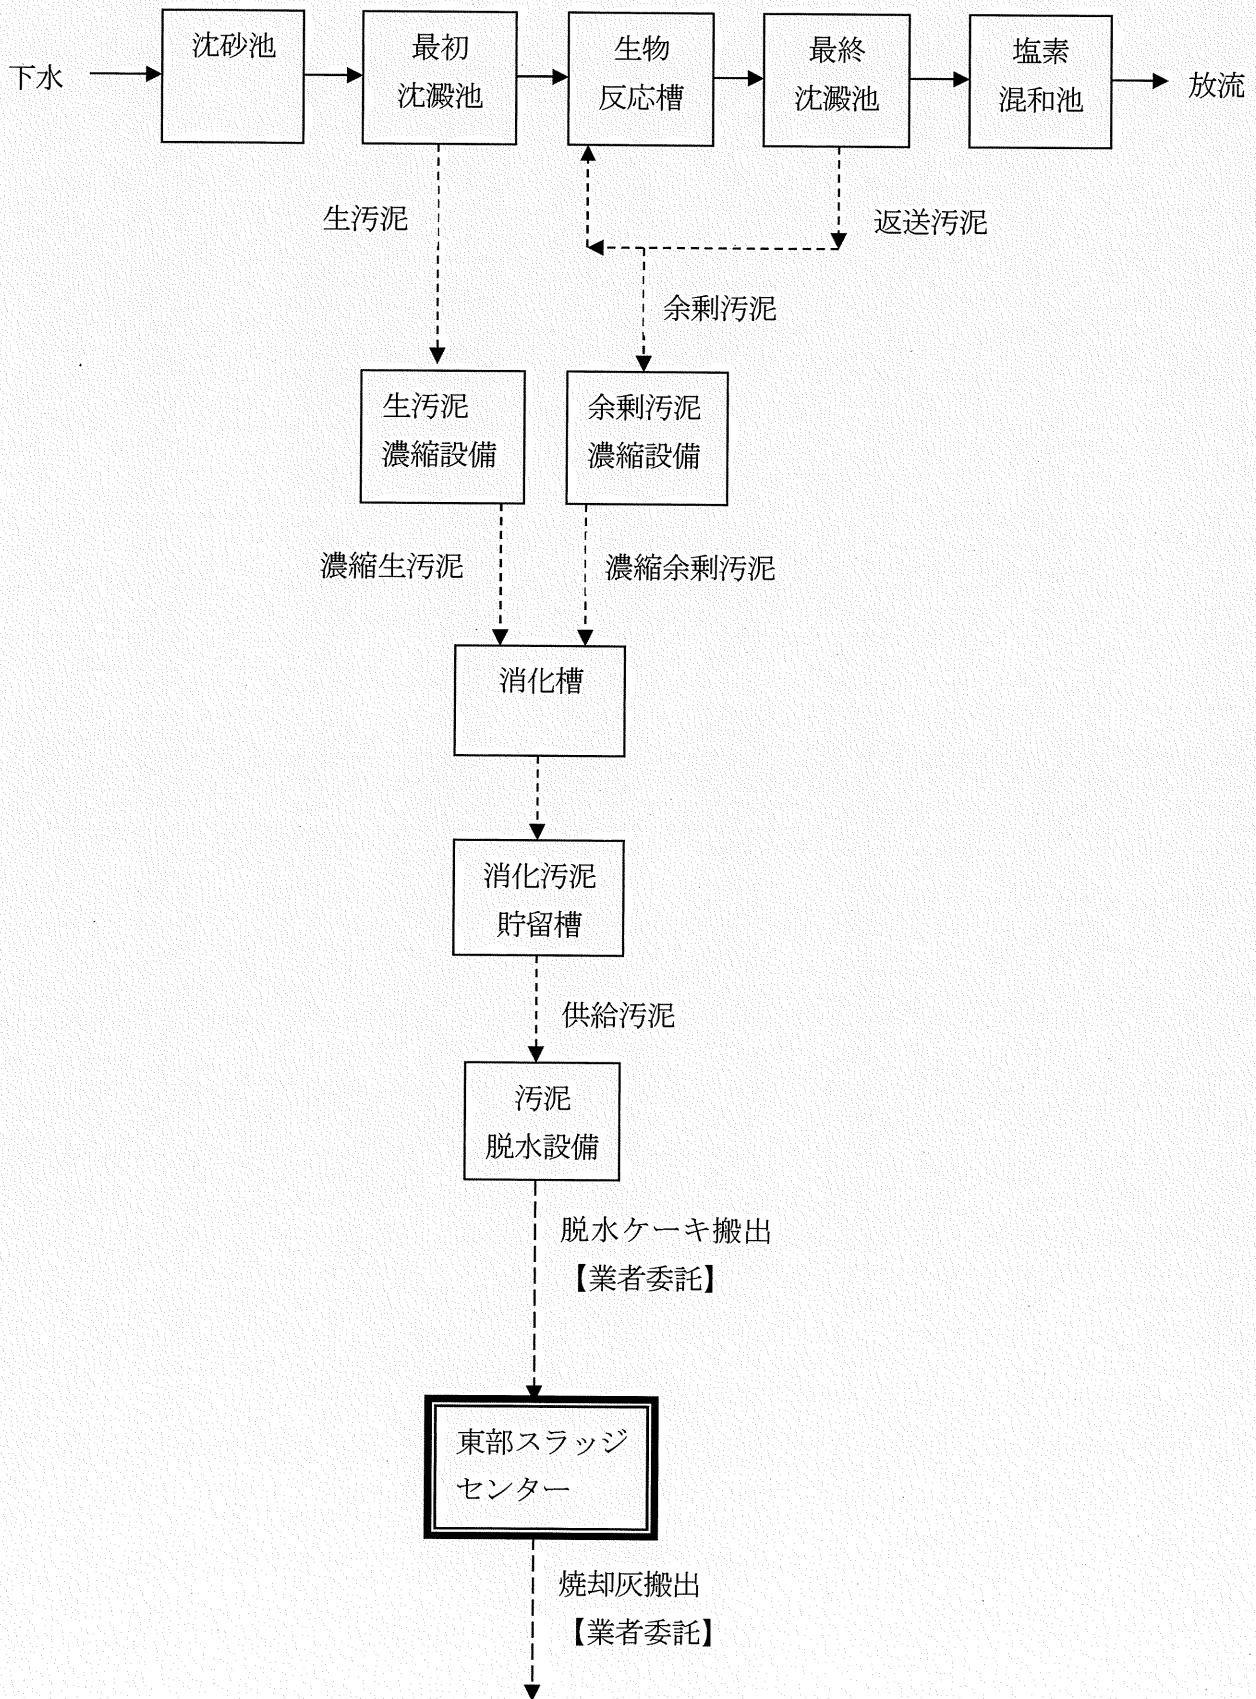 下水
沈砂池
最初
沈澱池
生物
反応槽
最終
沈澱池
塩素
混和池
放流
生汚泥
返送汚泥
余剰汚泥
生汚泥
濃縮設備
余剰汚泥
濃縮設備
濃縮生汚泥
濃縮余剰汚泥
消化槽
消化汚泥
貯留槽
供給汚泥
汚泥
脱水設備
脱水ケーキ搬出
【業者委託】
東部スラッジ
センター
焼却灰搬出
【業者委託】